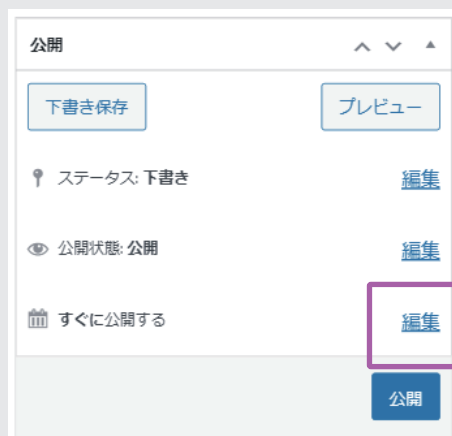 公開
下書き保存 プレビュー
ステータス: 下書き 編集
公開状態: 公開 編集
すぐに公開する 編集
公開